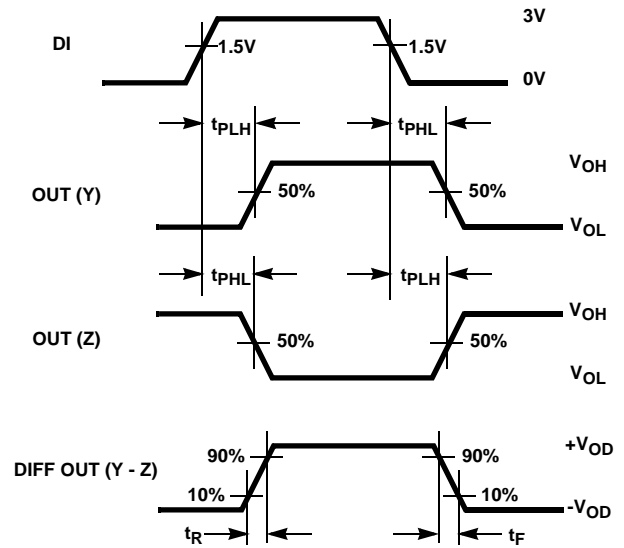 3V
DI
1.5V
1.5V
0V
tPLH
tPHL
VOH
OUT (Y)
50%
50%
VOL
tPHL
tPLH
VOH
OUT (Z)
50%
50%
VOL
+VOD
90%
90%
DIFF OUT (Y - Z)
10%
10%
-VOD
tR
tF